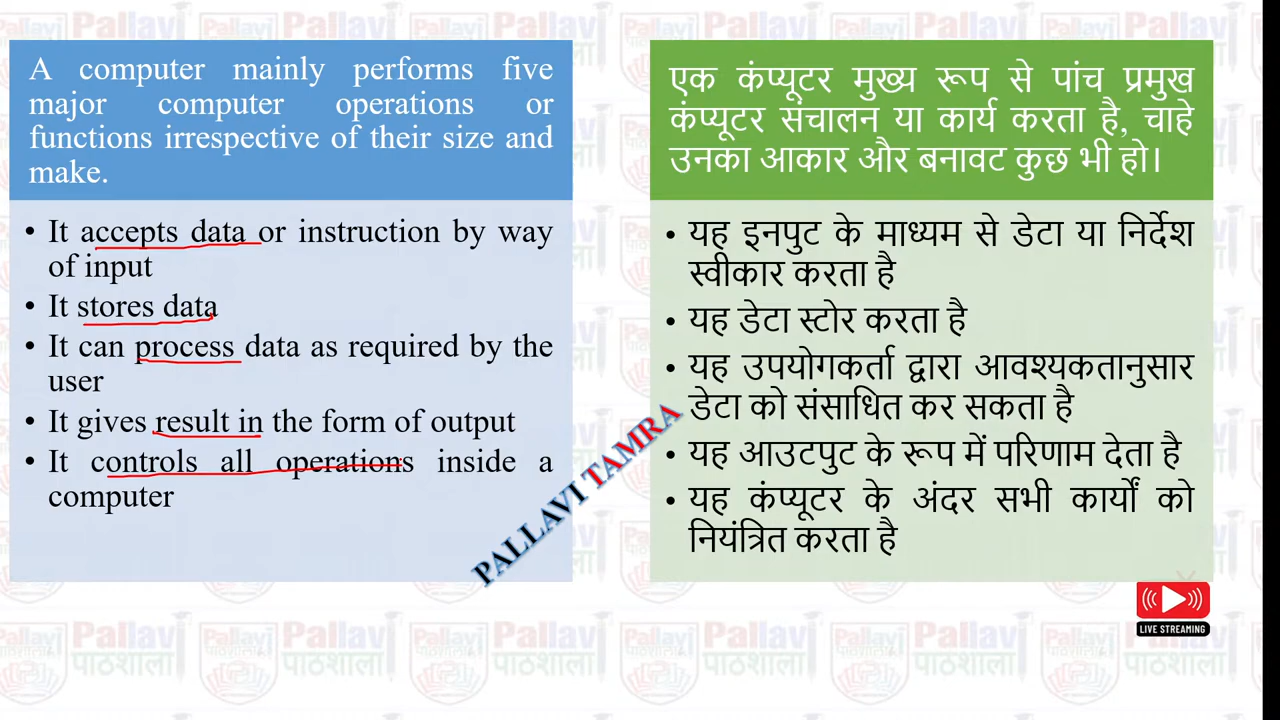 A computer mainly performs five
major computer operations or
functions irrespective of their size and
make.
• It accepts data or instruction by way
of input
• It stores data
• It can process data as required by the
user
• It gives result in the form of output
• It controls all operations inside a
computer
एक कंप्यूटर मुख्य रूप से पांच प्रमुख
कंप्यूटर संचालन या कार्य करता है, चाहे
उनका आकार और बनावट कुछ भी हो।
• यह इनपुट के माध्यम से डेटा या निर्देश
स्वीकार करता है
• यह डेटा स्टोर करता है
• यह उपयोगकर्ता द्वारा आवश्यकतानुसार
डेटा को संसाधित कर सकता है
• यह आउटपुट के रूप में परिणाम देता है
• यह कंप्यूटर के अंदर सभी कार्यों को
नियंत्रित करता है
PALLAVI TAMRA
LIVE STREAMING
Pallavi
पाठशाला